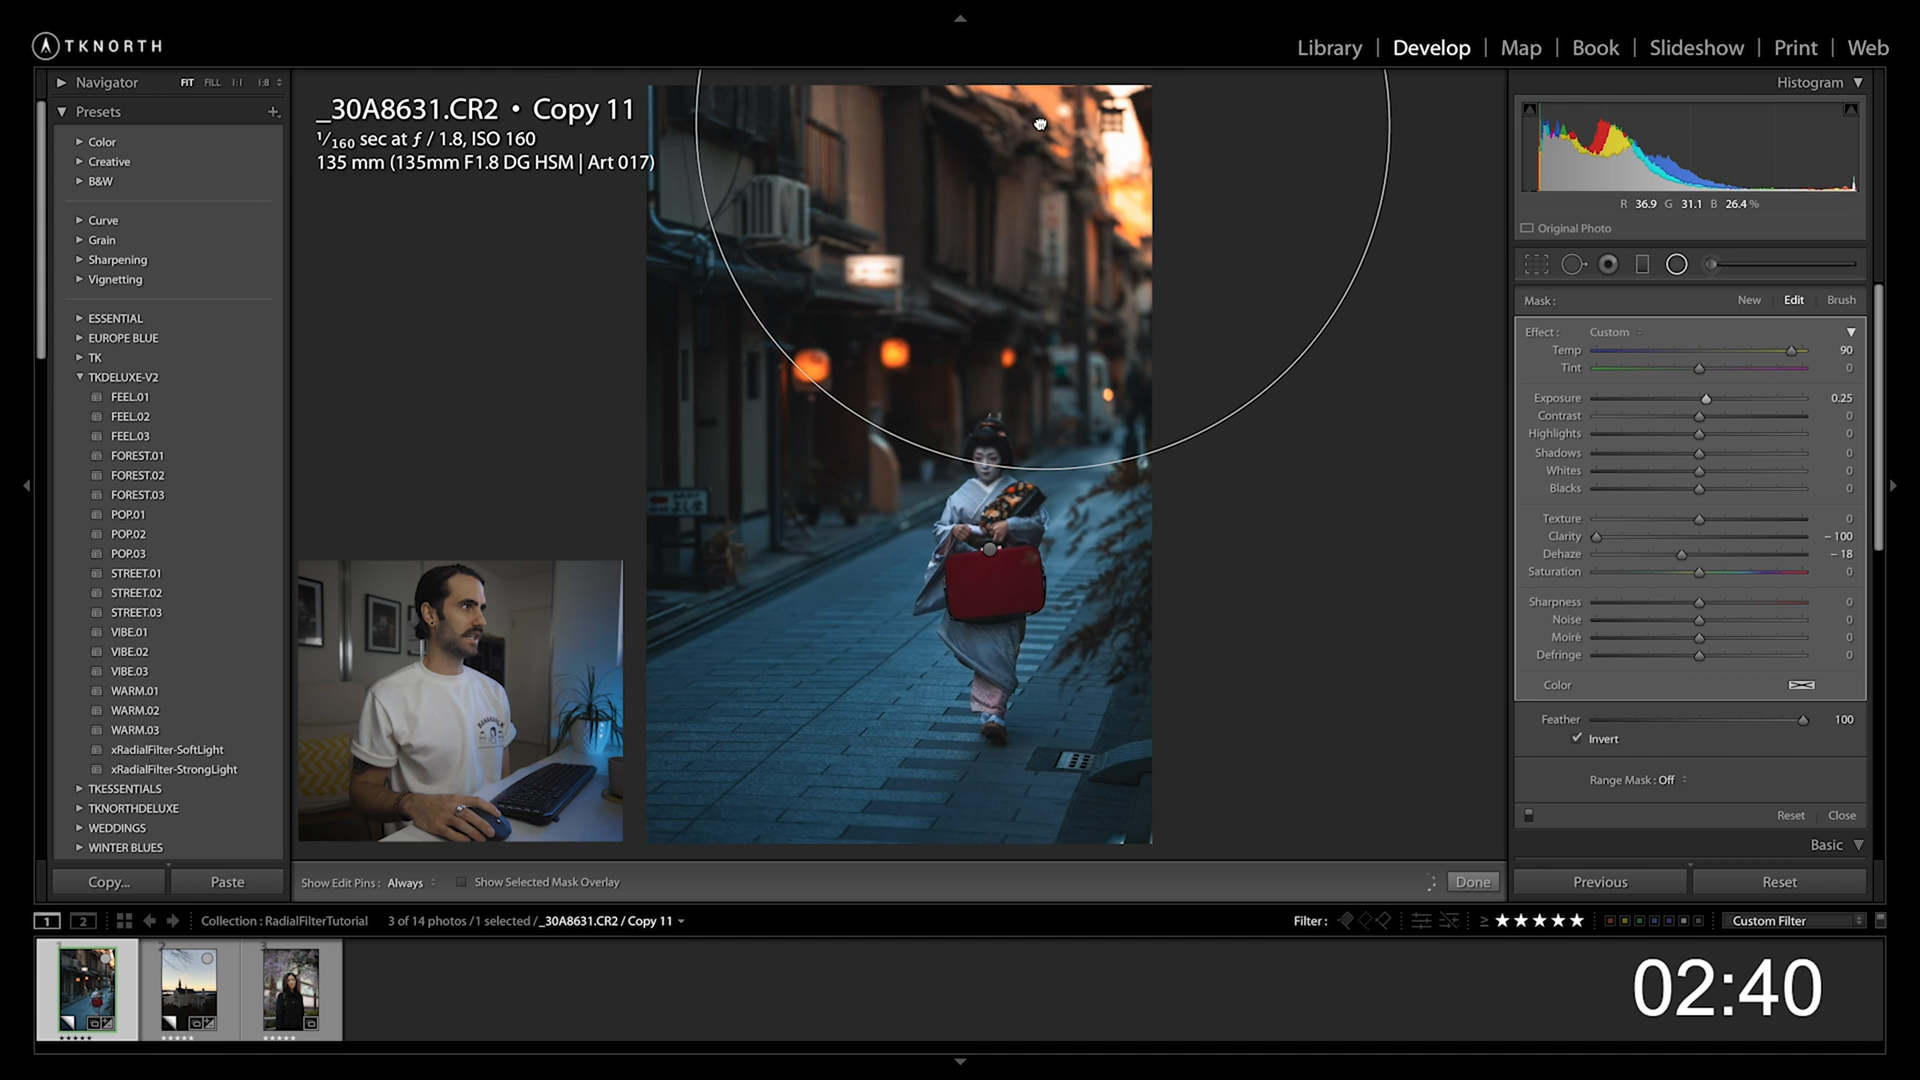 TKNORTH
Library | Develop | Map | Book | Slideshow | Print | Web
Navigator FIT FILL 1:1 1:8
Presets
Color
Creative
B&W
Curve
Grain
Sharpening
Vignetting
ESSENTIAL
EUROPE BLUE
TK
TKDELUXE-V2
FEEL.01
FEEL.02
FEEL.03
FOREST.01
FOREST.02
FOREST.03
POP.01
POP.02
POP.03
STREET.01
STREET.02
STREET.03
VIBE.01
VIBE.02
VIBE.03
WARM.01
WARM.02
WARM.03
xRadialFilter-SoftLight
xRadialFilter-StrongLight
TKESSENTIALS
TKNORTHDELUXE
WEDDINGS
WINTER BLUES
Copy... Paste
_30A8631.CR2 • Copy 11
1/160 sec at ƒ / 1.8, ISO 160
135 mm (135mm F1.8 DG HSM | Art 017)
Show Edit Pins : Always Show Selected Mask Overlay Done
Histogram
R 36.9 G 31.1 B 26.4 %
Original Photo
Mask : New Edit Brush
Effect : Custom
Temp 90
Tint 0
Exposure 0.25
Contrast 0
Highlights 0
Shadows 0
Whites 0
Blacks 0
Texture 0
Clarity – 100
Dehaze – 18
Saturation 0
Sharpness 0
Noise 0
Moiré 0
Defringe 0
Color
Feather 100
Invert
Range Mask : Off
Reset Close
Basic
Previous Reset
1 2 Collection : RadialFilterTutorial 3 of 14 photos / 1 selected / _30A8631.CR2 / Copy 11 Filter : ≥ ★★★★★ Custom Filter
1 2 3
02:40